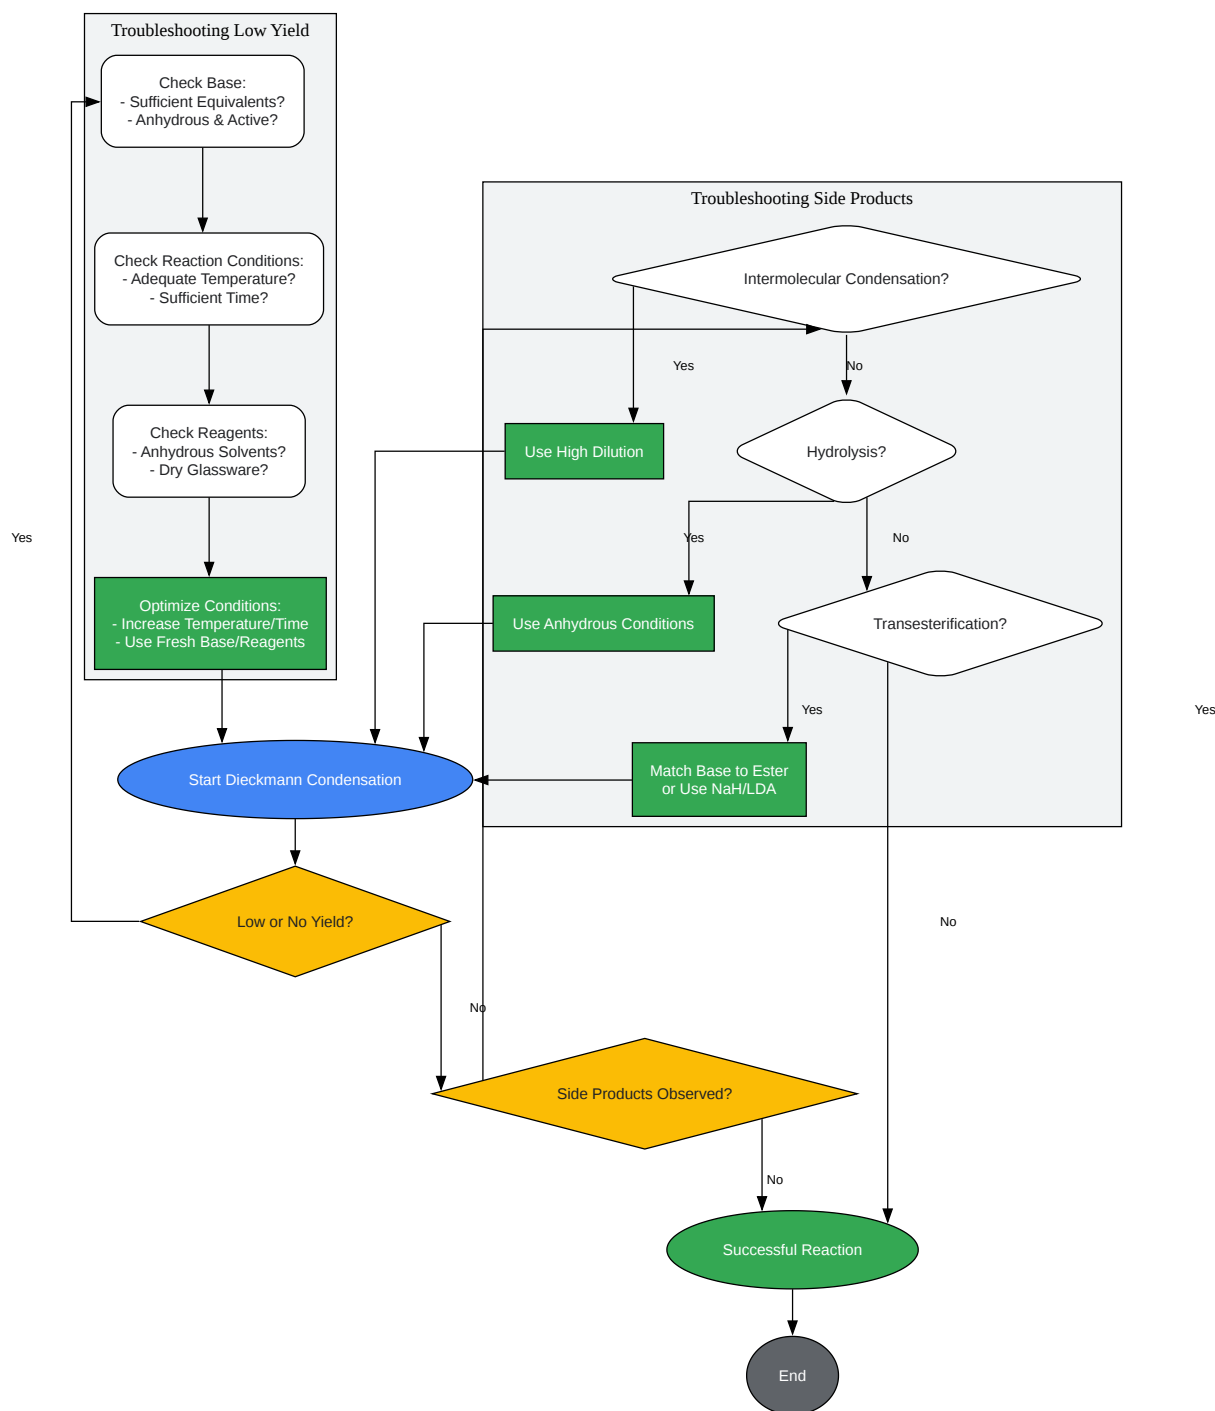 Troubleshooting Low Yield
Check Base:
- Sufficient Equivalents?
- Anhydrous & Active?
Check Reaction Conditions:
- Adequate Temperature?
- Sufficient Time?
Check Reagents:
- Anhydrous Solvents?
- Dry Glassware?
Yes
Optimize Conditions:
- Increase Temperature/Time
- Use Fresh Base/Reagents
Troubleshooting Side Products
Intermolecular Condensation?
Yes
No
Use High Dilution
Hydrolysis?
Yes
No
Use Anhydrous Conditions
Transesterification?
Yes
Yes
Match Base to Ester
or Use NaH/LDA
Start Dieckmann Condensation
Low or No Yield?
No
No
Side Products Observed?
No
Successful Reaction
End